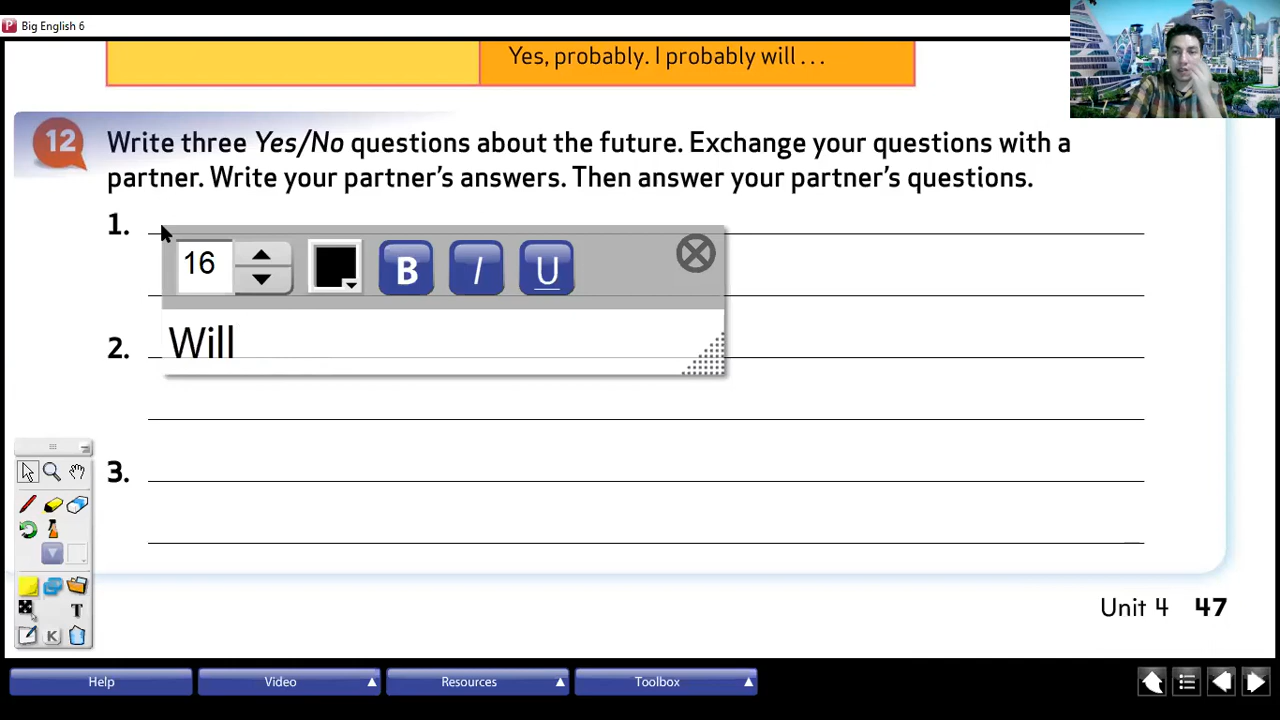 Big English 6
Yes, probably. I probably will . . .
12 Write three Yes/No questions about the future. Exchange your questions with a
partner. Write your partner's answers. Then answer your partner's questions.
1.
16 B I U
Will
2.
3.
T
K
Unit 4 47
Help Video Resources Toolbox